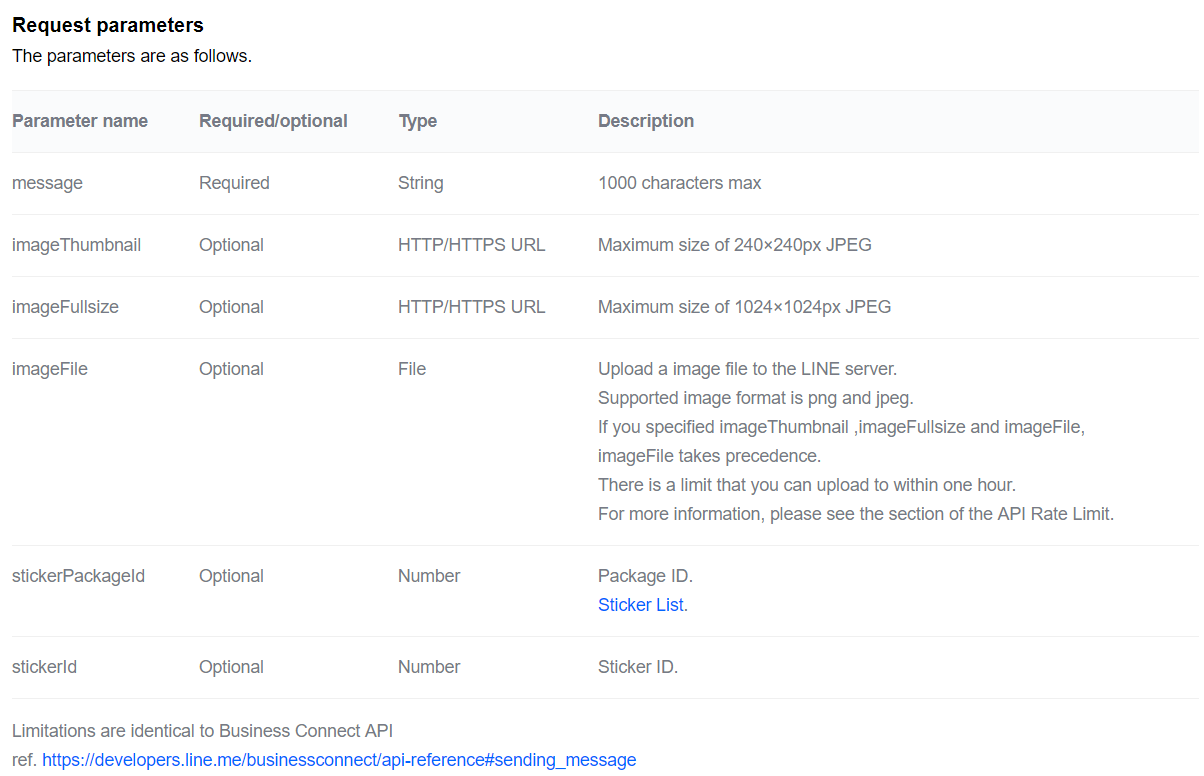 Request parameters
The parameters are as follows.
Parameter name Required/optional Type Description
message Required String 1000 characters max
imageThumbnail Optional HTTP/HTTPS URL Maximum size of 240×240px JPEG
imageFullsize Optional HTTP/HTTPS URL Maximum size of 1024×1024px JPEG
imageFile Optional File Upload a image file to the LINE server.
Supported image format is png and jpeg.
If you specified imageThumbnail ,imageFullsize and imageFile,
imageFile takes precedence.
There is a limit that you can upload to within one hour.
For more information, please see the section of the API Rate Limit.
stickerPackageId Optional Number Package ID.
Sticker List.
stickerId Optional Number Sticker ID.
Limitations are identical to Business Connect API
ref. https://developers.line.me/businessconnect/api-reference#sending_message